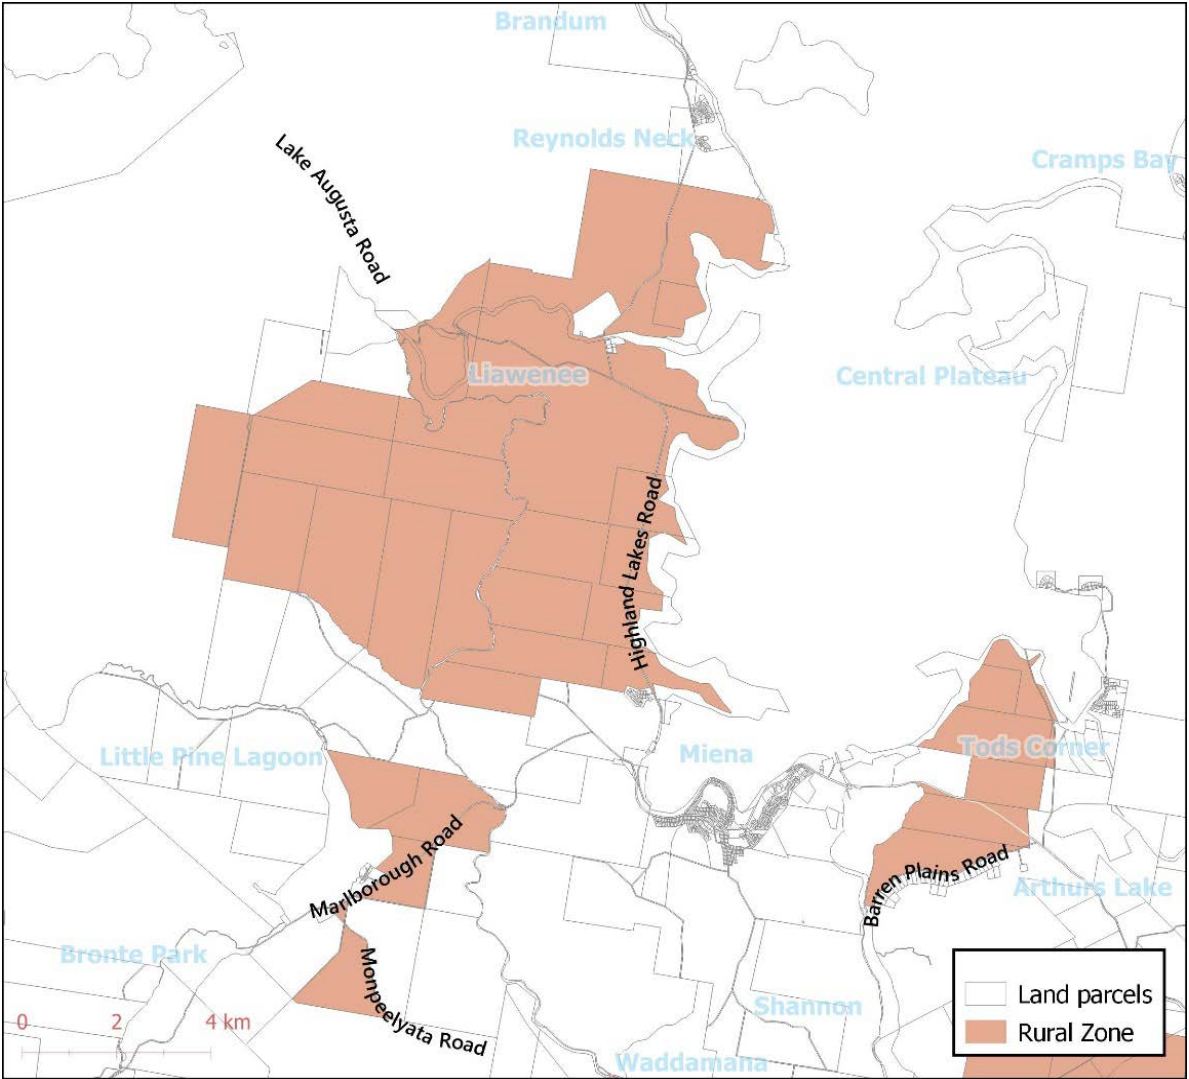 Brandum
Reynolds Neck
Cramps Bay
Lake Augusta Road
Liawenee
Central Plateau
Highland Lakes Road
Little Pine Lagoon
Miena
Tods Corner
Marlborough Road
Barren Plains Road
Arthurs Lake
Bronte Park
Monpeelyata Road
Shannon
Waddamana
0 2 4 km
Land parcels
Rural Zone